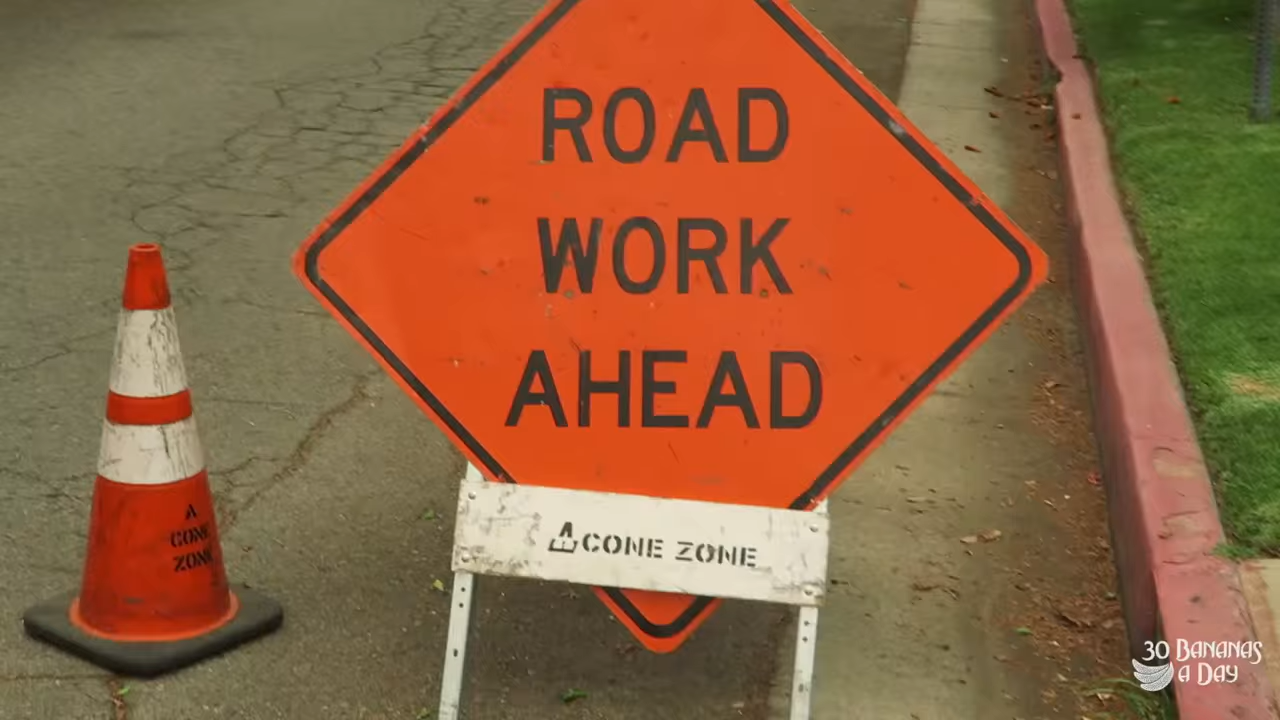 ROAD
WORK
AHEAD
A CONE ZONE
A
CONE
ZONE
30 BANANAS
A DAY